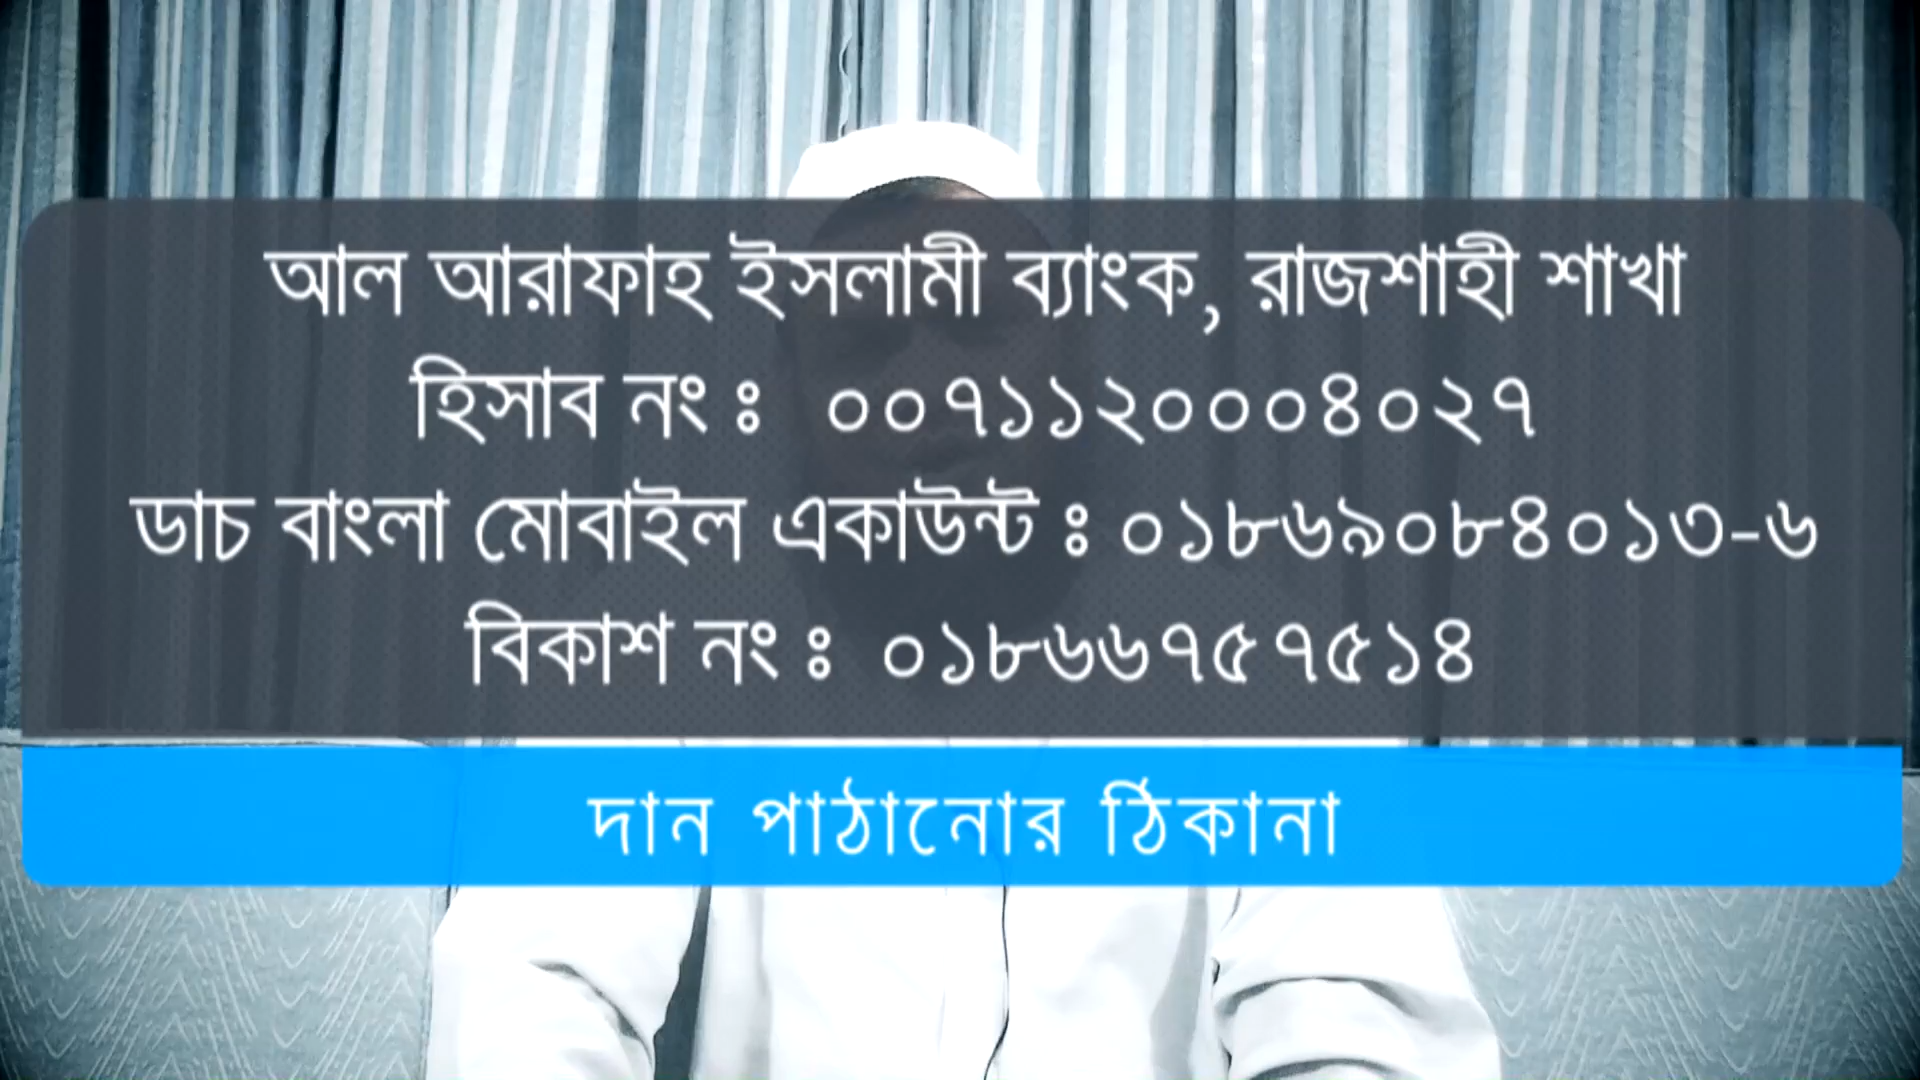 আল আরাফাহ ইসলামী ব্যাংক, রাজশাহী শাখা
হিসাব নং ঃ ০০৭১১২০০০৪০২৭
ডাচ বাংলা মোবাইল একাউন্ট ঃ ০১৮৬৯০৮৪০১৩-৬
বিকাশ নং ঃ ০১৮৬৬৭৫৭৫১৪
দান পাঠানোর ঠিকানা